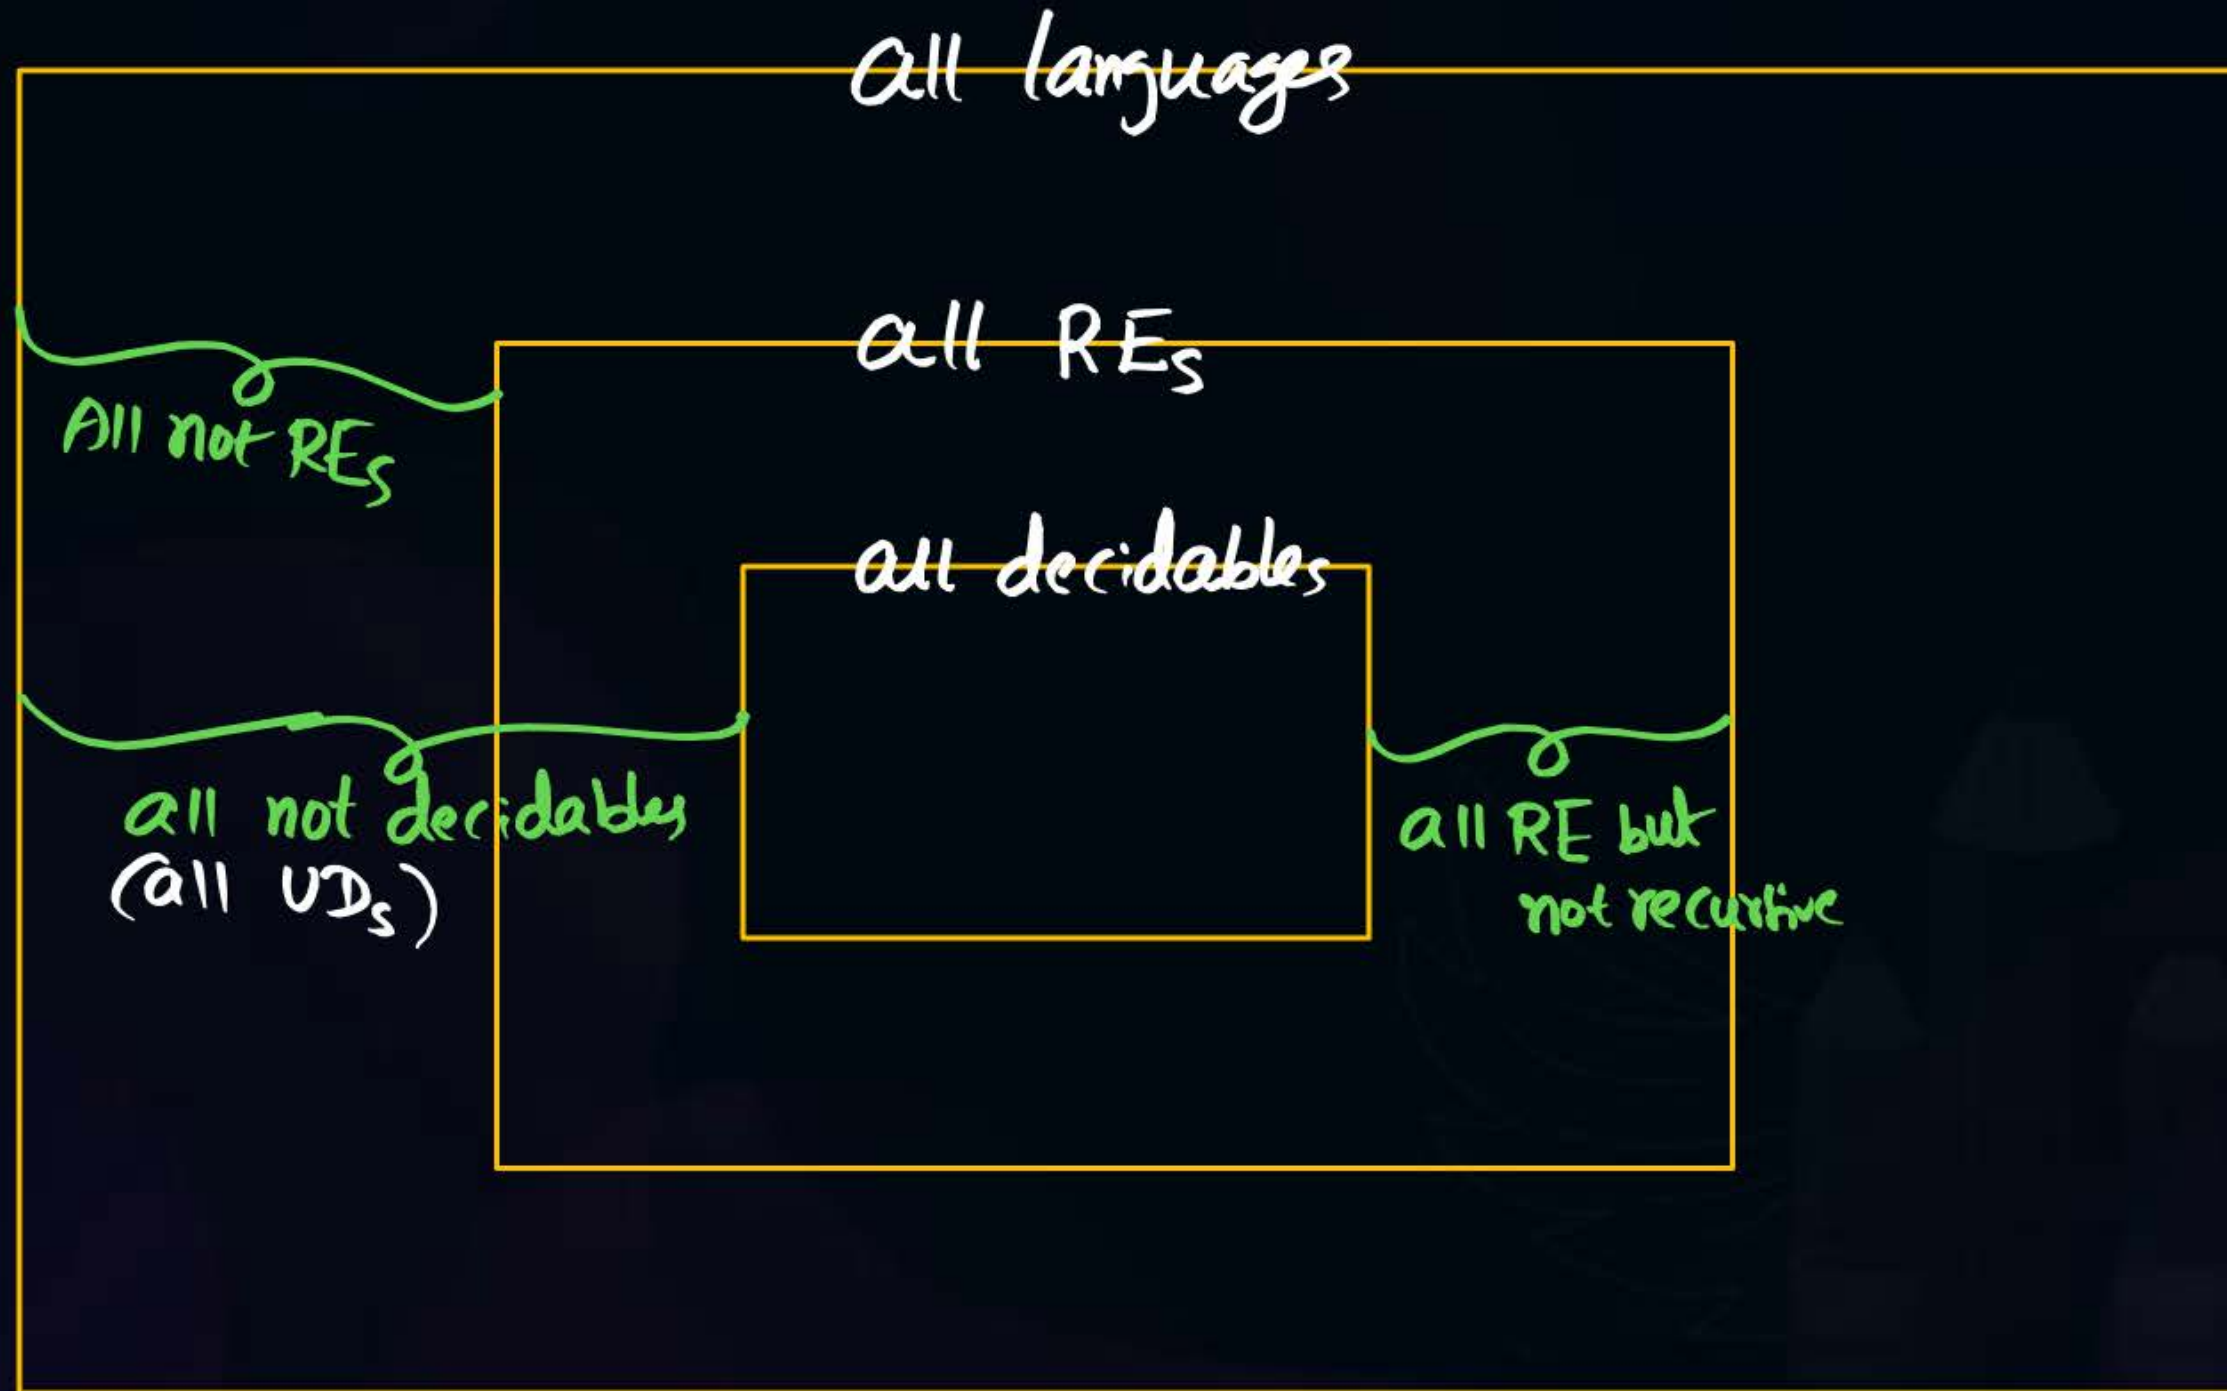 all languages
all REs
All not REs
all decidables
all not decidables
(all UDs)
all RE but
not recursive